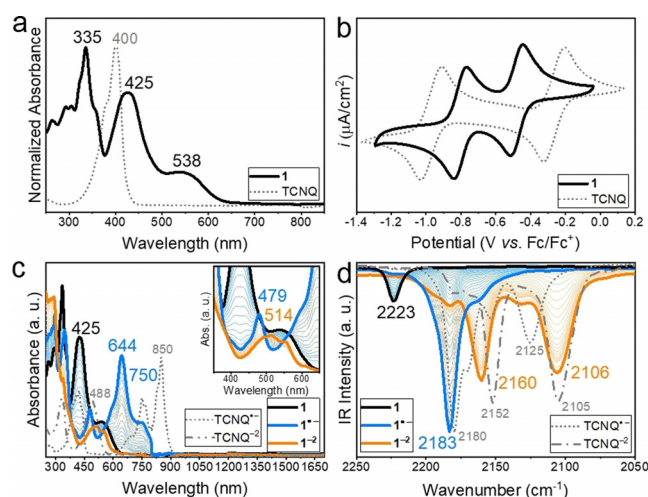 a
335
400
425
538
Normalized Absorbance
1
TCNQ
300 400 500 600 700 800
Wavelength (nm)
b
i (μA/cm²)
1
TCNQ
-1.4 -1.2 -1.0 -0.8 -0.6 -0.4 -0.2 0.0 0.2
Potential (V vs. Fc/Fc⁺)
c
Absorbance (a. u.)
425
488
644
750
850
Abs. (a. u.)
479
514
400 500 600
Wavelength (nm)
TCNQ•−
TCNQ⁻²
1
1•−
1⁻²
300 450 600 750 900 1050 1200 1350 1500 1650
Wavelength (nm)
d
IR Intensity (a. u.)
2223
2183
2180
2160
2152
2125
2106
2105
1
1•−
1⁻²
TCNQ•−
TCNQ⁻²
2250 2200 2150 2100 2050
Wavenumber (cm⁻¹)